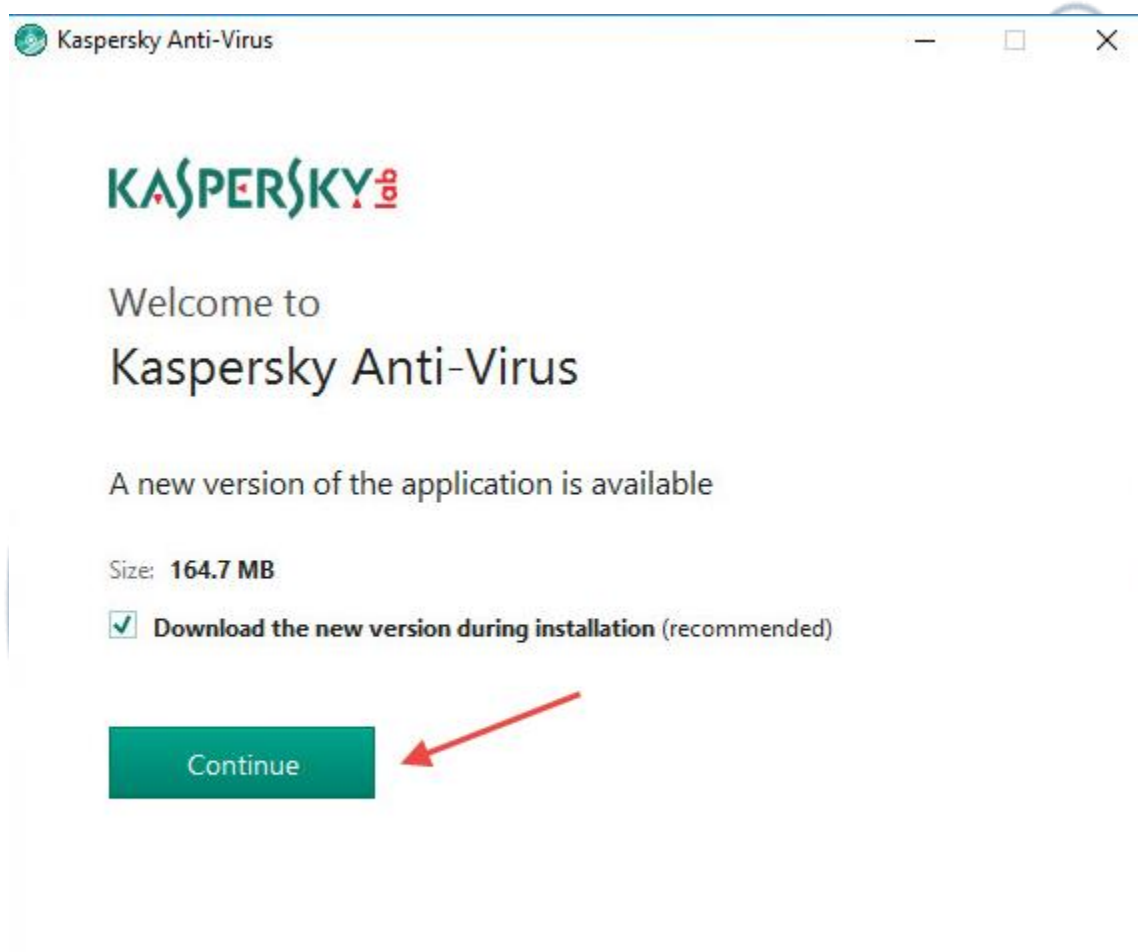 Kaspersky Anti-Virus
KASPERSKY lab
Welcome to
Kaspersky Anti-Virus
A new version of the application is available
Size: 164.7 MB
Download the new version during installation (recommended)
Continue